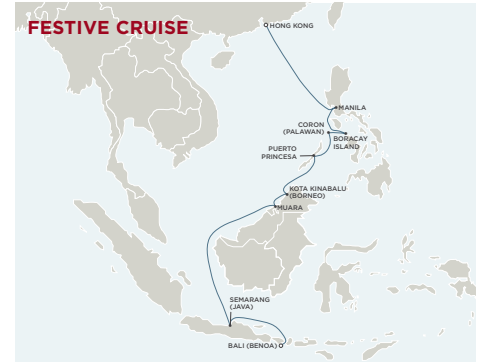 FESTIVE CRUISE
HONG KONG
MANILA
CORON
(PALAWAN)
BORACAY
ISLAND
PUERTO
PRINCESA
KOTA KINABALU
(BORNEO)
MUARA
SEMARANG
(JAVA)
BALI (BENOA)